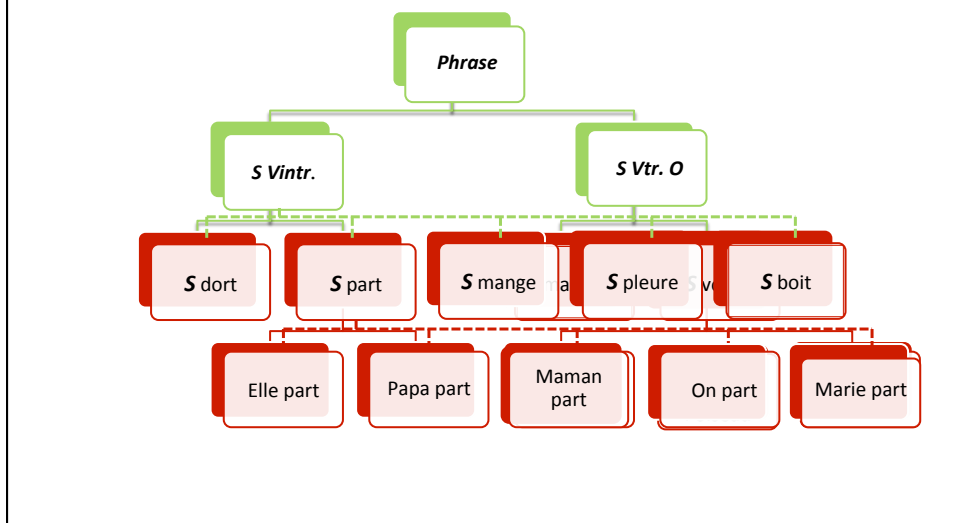 Phrase
S Vintr.
S Vtr. O
S dort
S part
S mange
S pleure
S boit
Elle part
Papa part
Maman
part
On part
Marie part